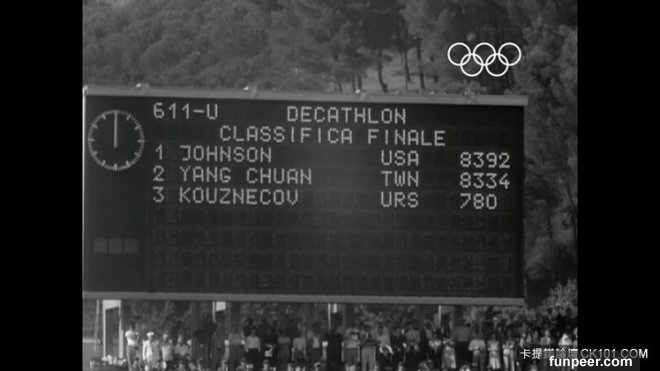 611-U DECATHLON
CLASSIFICA FINALE
1 JOHNSON USA 8392
2 YANG CHUAN TWN 8334
3 KOUZNECOV URS 780
卡提諾論壇CK101.COM
funpeer.com